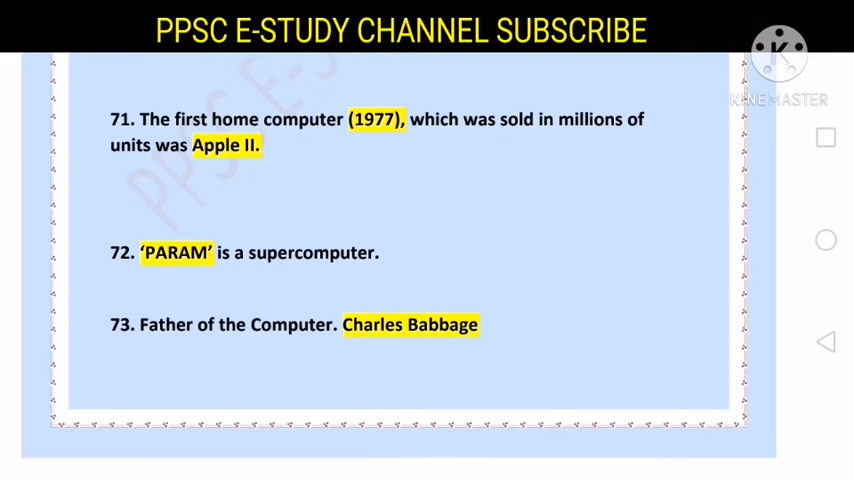 PPSC E-STUDY CHANNEL SUBSCRIBE
KINEMASTER
71. The first home computer (1977), which was sold in millions of
units was Apple II.
72. ‘PARAM’ is a supercomputer.
73. Father of the Computer. Charles Babbage